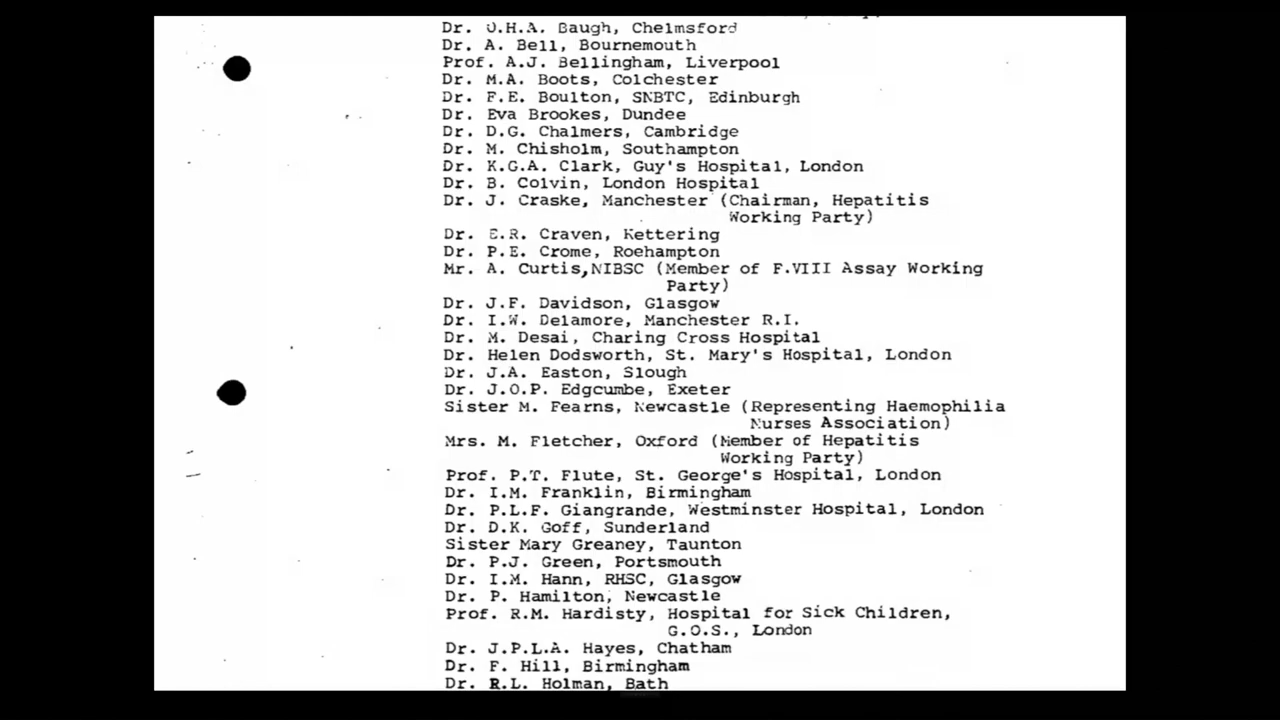 Dr. J.H.A. Baugh, Chelmsford
Dr. A. Bell, Bournemouth
Prof. A.J. Bellingham, Liverpool
Dr. M.A. Boots, Colchester
Dr. F.E. Boulton, SNBTC, Edinburgh
Dr. Eva Brookes, Dundee
Dr. D.G. Chalmers, Cambridge
Dr. M. Chisholm, Southampton
Dr. K.G.A. Clark, Guy's Hospital, London
Dr. B. Colvin, London Hospital
Dr. J. Craske, Manchester (Chairman, Hepatitis
Working Party)
Dr. E.R. Craven, Kettering
Dr. P.E. Crome, Roehampton
Mr. A. Curtis,NIBSC (Member of F.VIII Assay Working
Party)
Dr. J.F. Davidson, Glasgow
Dr. I.W. Delamore, Manchester R.I.
Dr. M. Desai, Charing Cross Hospital
Dr. Helen Dodsworth, St. Mary's Hospital, London
Dr. J.A. Easton, Slough
Dr. J.O.P. Edgcumbe, Exeter
Sister M. Fearns, Newcastle (Representing Haemophilia
Nurses Association)
Mrs. M. Fletcher, Oxford (Member of Hepatitis
Working Party)
Prof. P.T. Flute, St. George's Hospital, London
Dr. I.M. Franklin, Birmingham
Dr. P.L.F. Giangrande, Westminster Hospital, London
Dr. D.K. Goff, Sunderland
Sister Mary Greaney, Taunton
Dr. P.J. Green, Portsmouth
Dr. I.M. Hann, RHSC, Glasgow
Dr. P. Hamilton, Newcastle
Prof. R.M. Hardisty, Hospital for Sick Children,
G.O.S., London
Dr. J.P.L.A. Hayes, Chatham
Dr. F. Hill, Birmingham
Dr. R.L. Holman, Bath